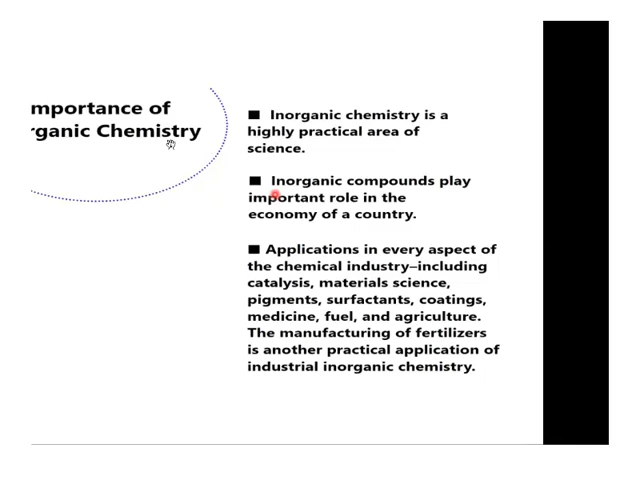 mportance of
rganic Chemistry
■ Inorganic chemistry is a
highly practical area of
science.
■ Inorganic compounds play
important role in the
economy of a country.
■ Applications in every aspect of
the chemical industry–including
catalysis, materials science,
pigments, surfactants, coatings,
medicine, fuel, and agriculture.
The manufacturing of fertilizers
is another practical application of
industrial inorganic chemistry.